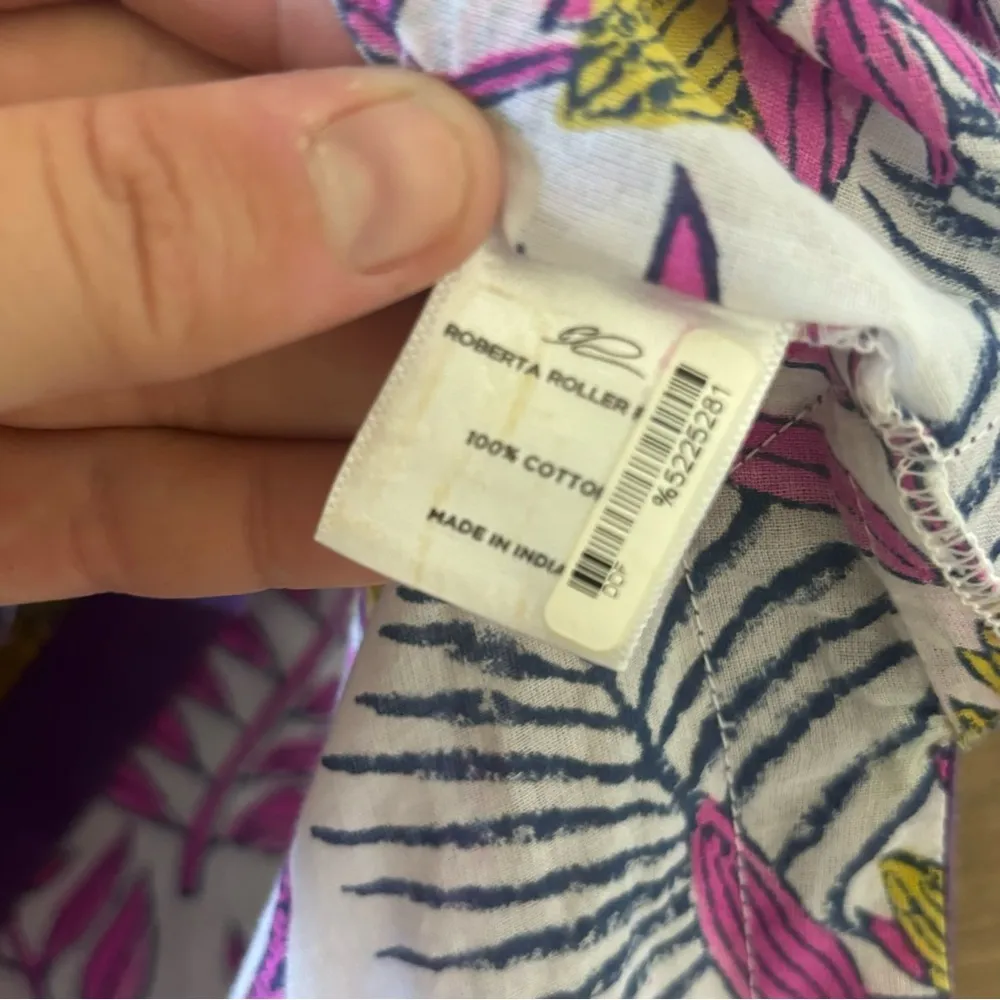 ROBERTA ROLLER
100% COTTO
MADE IN INDIA
%5225281